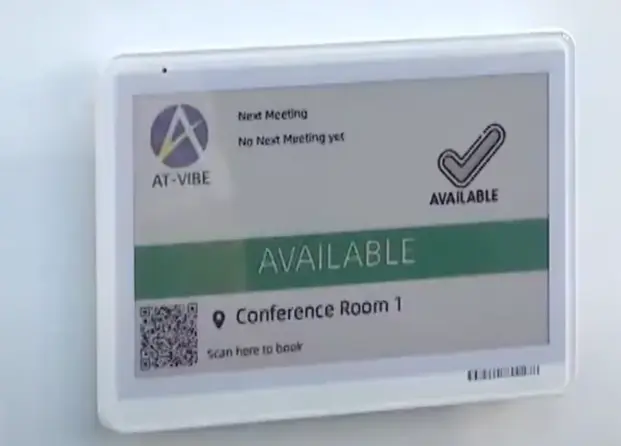 AT-VIBE
Next Meeting
No Next Meeting yet
AVAILABLE
AVAILABLE
Conference Room 1
Scan here to book